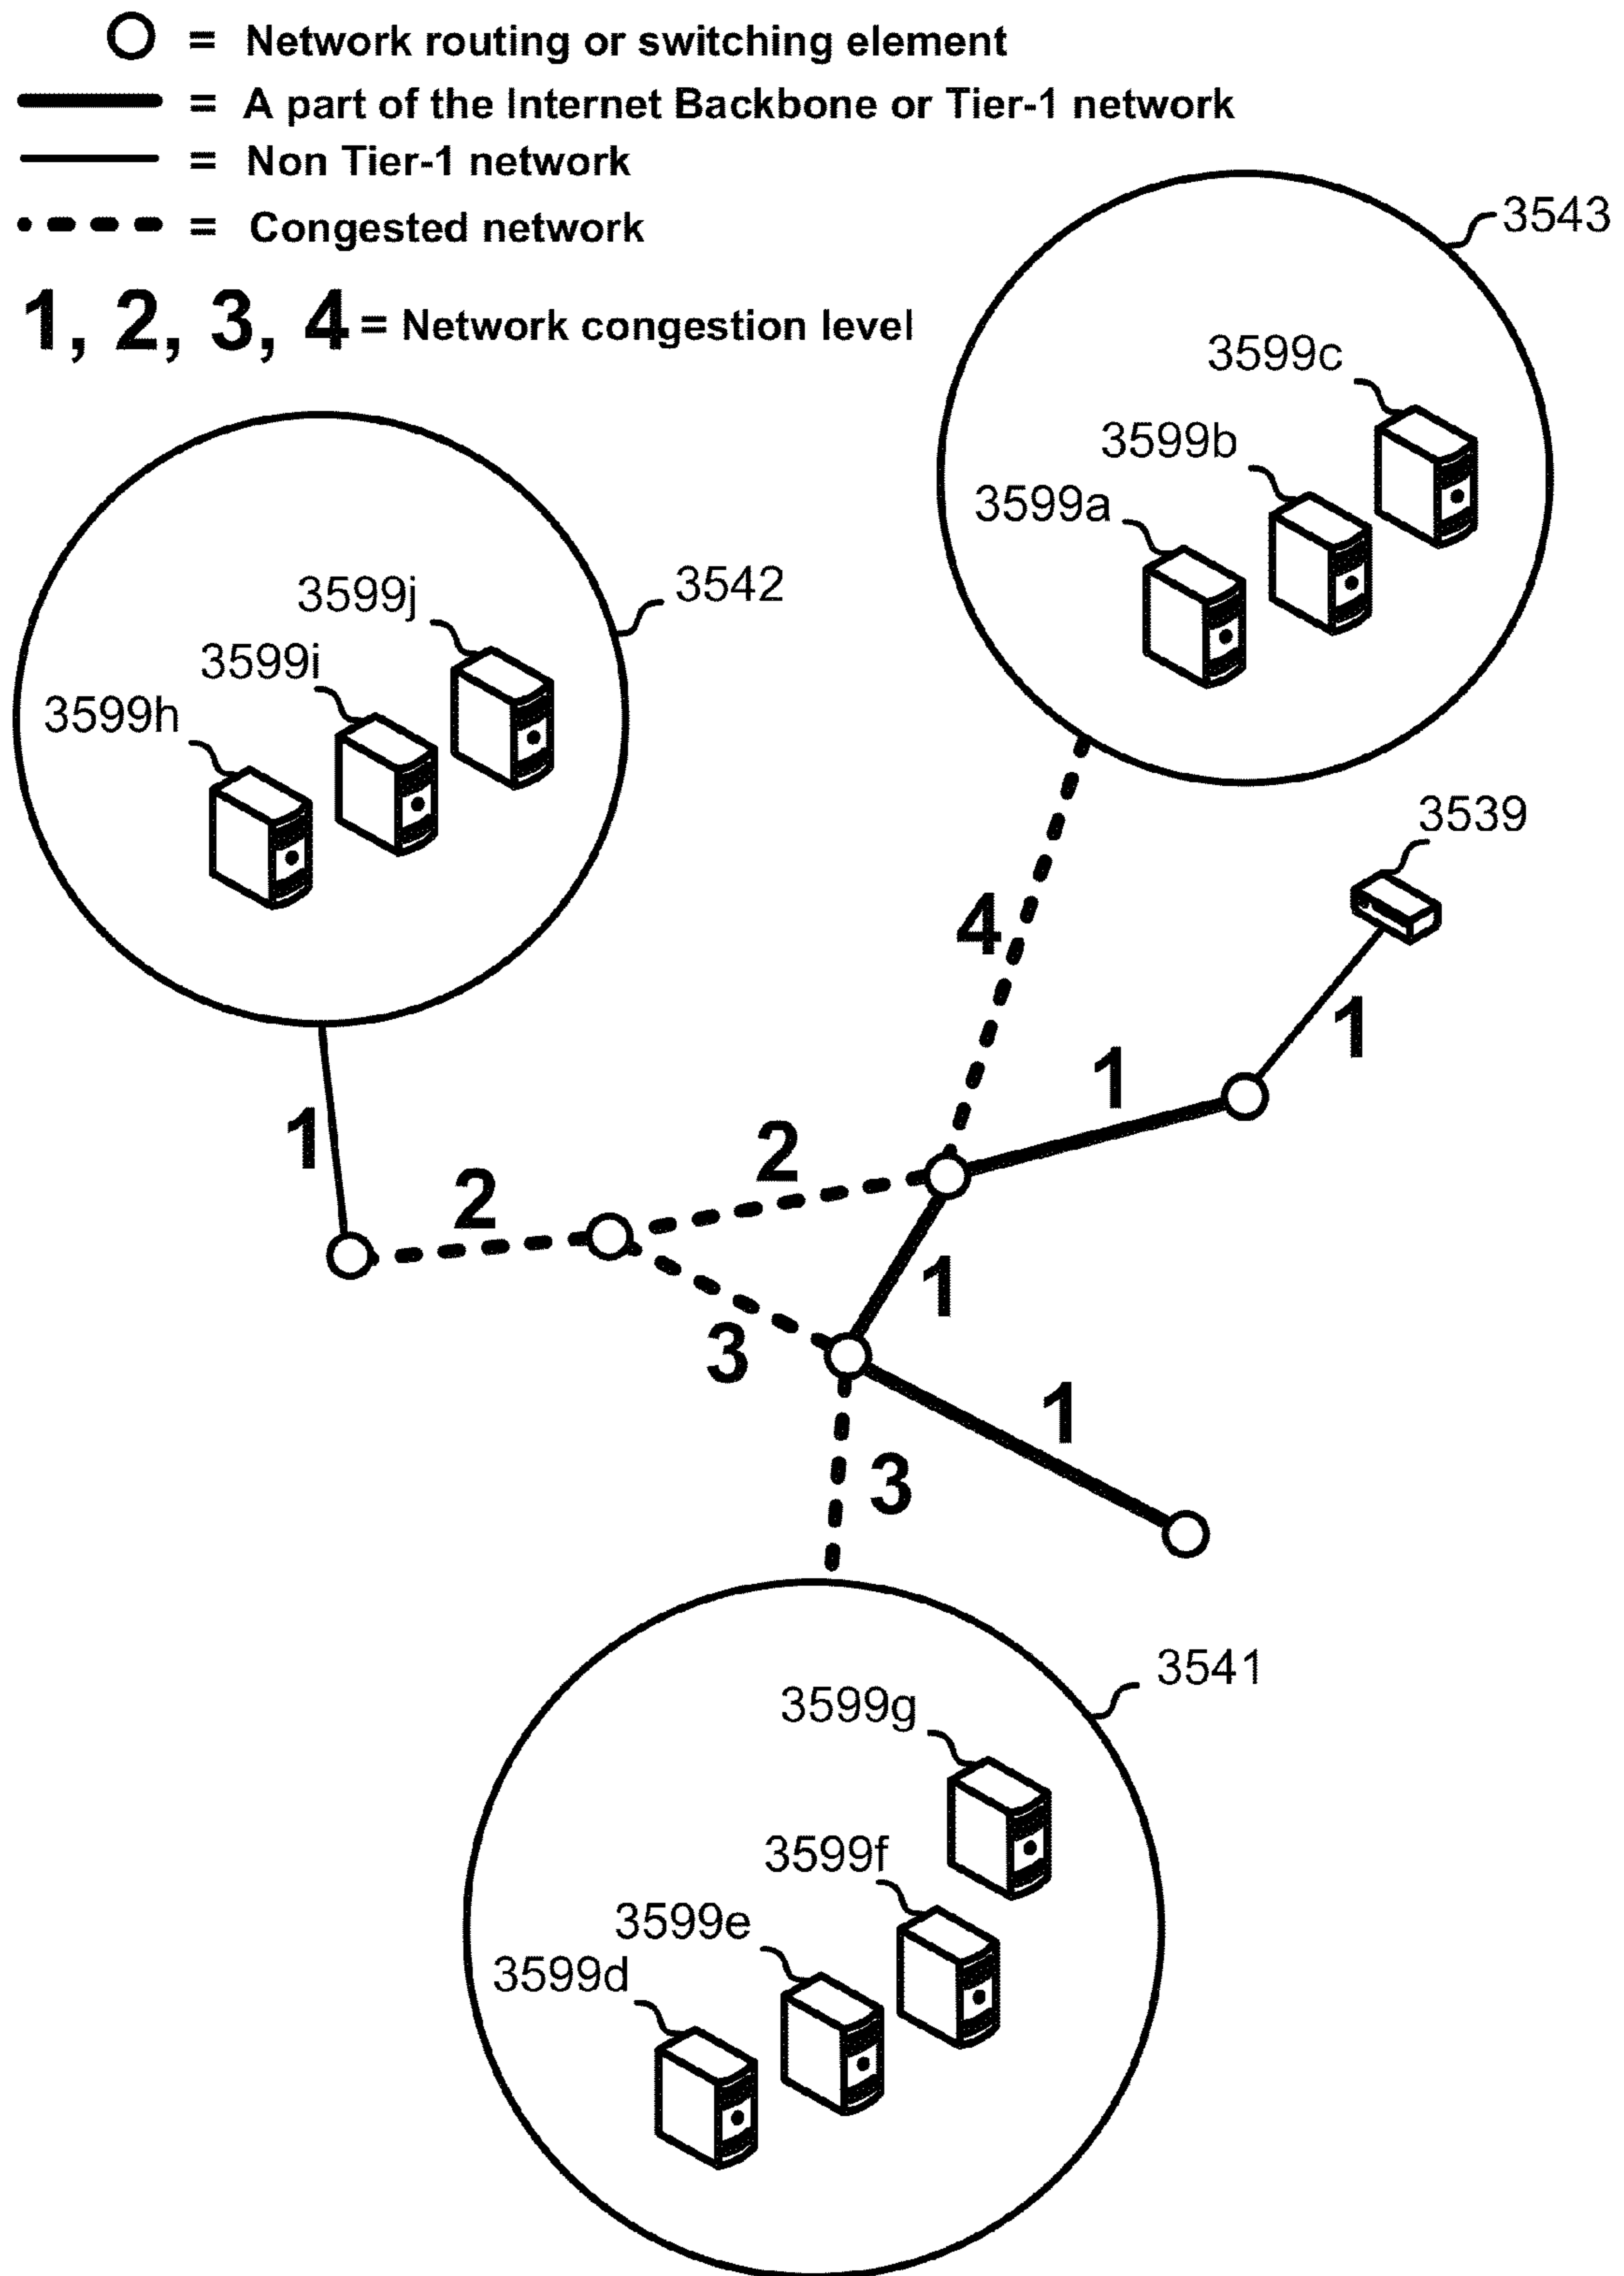 = Network routing or switching element
= A part of the Internet Backbone or Tier-1 network
= Non Tier-1 network
= Congested network
1, 2, 3, 4 = Network congestion level
3543
3599c
3599b
3599a
3542
3599j
3599i
3599h
3539
4
1
1
1
2
2
1
3
1
3
3541
3599g
3599f
3599e
3599d